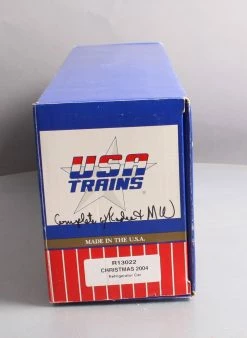 USA
TRAINS
MADE IN THE U.S.A.
R13022
CHRISTMAS 2004
Refrigerator Car